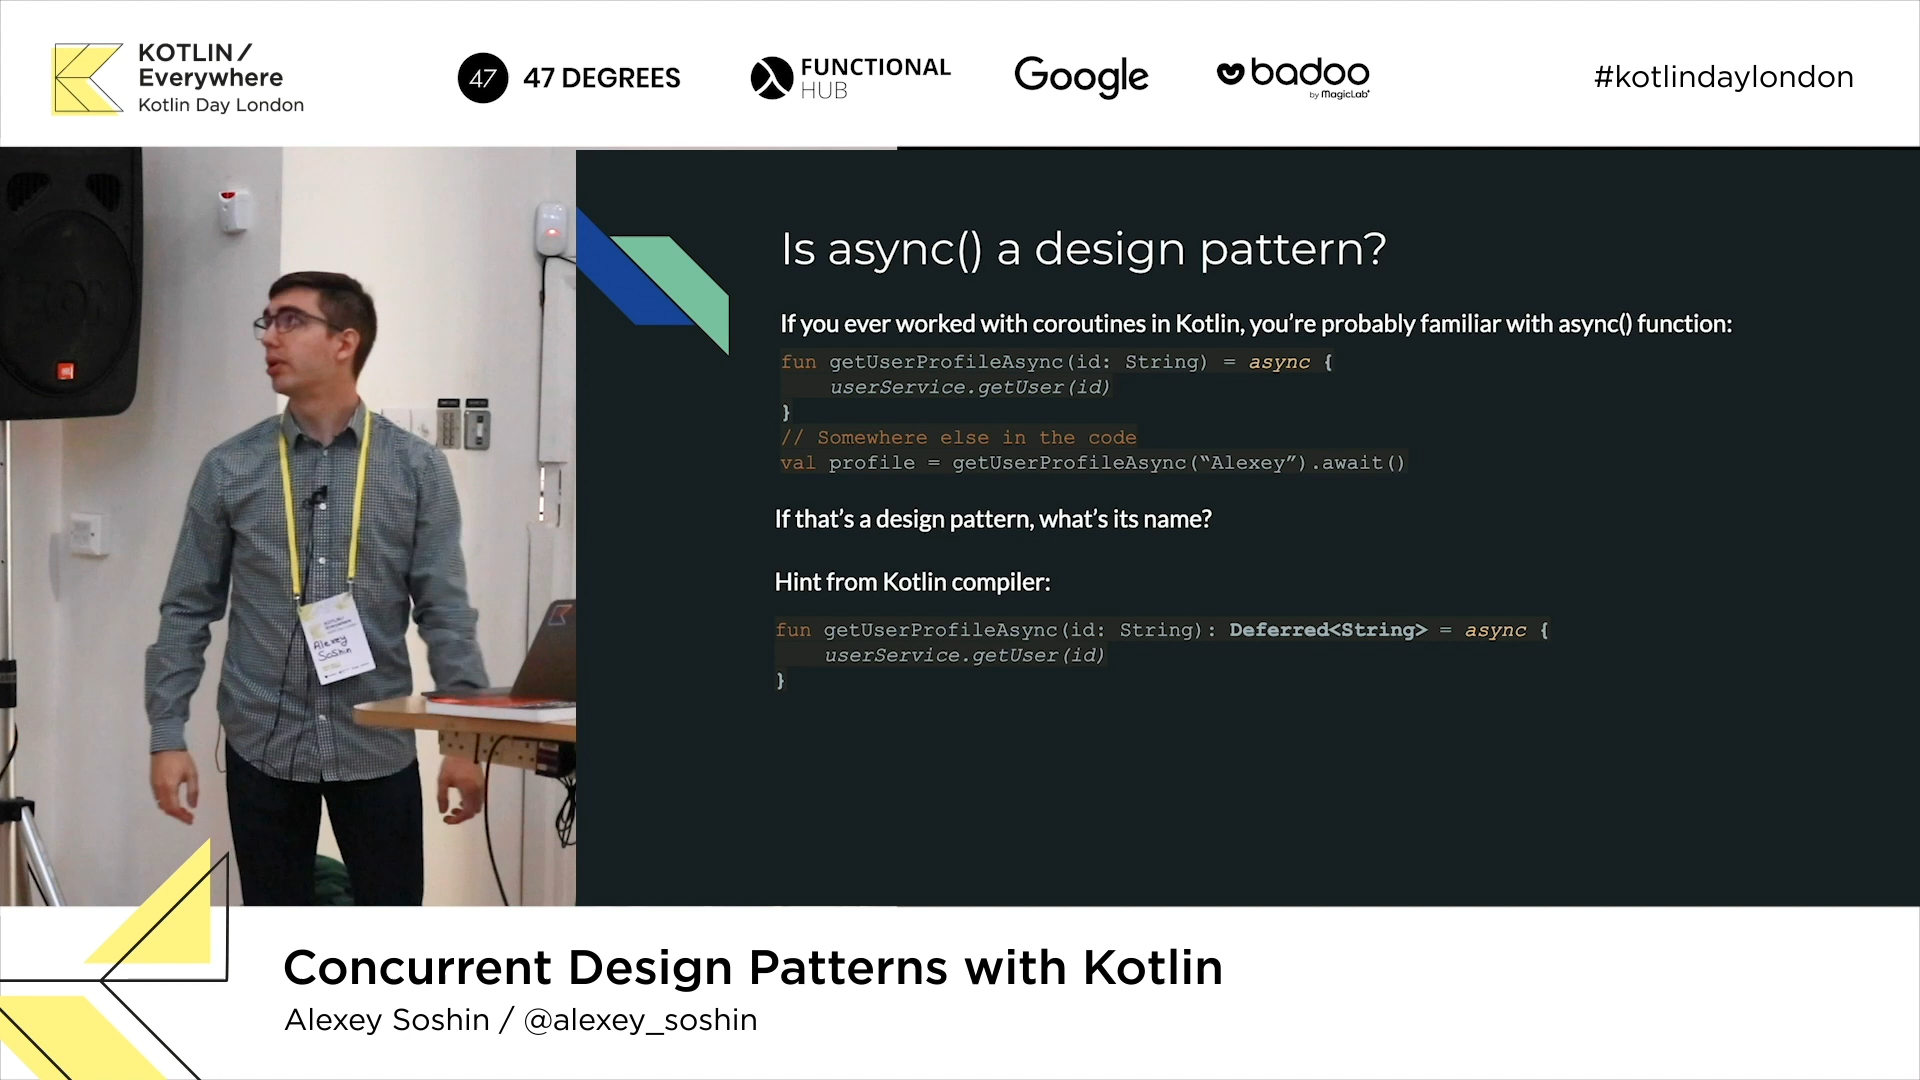 KOTLIN /
Everywhere
Kotlin Day London
47
47 DEGREES
FUNCTIONAL
HUB
Google
badoo
by MagicLab
#kotlindaylondon
Alexey
Soshin
Is async() a design pattern?
If you ever worked with coroutines in Kotlin, you’re probably familiar with async() function:
fun getUserProfileAsync(id: String) = async {
userService.getUser(id)
}
// Somewhere else in the code
val profile = getUserProfileAsync(“Alexey”).await()
If that’s a design pattern, what’s its name?
Hint from Kotlin compiler:
fun getUserProfileAsync(id: String): Deferred<String> = async {
userService.getUser(id)
}
Concurrent Design Patterns with Kotlin
Alexey Soshin / @alexey_soshin